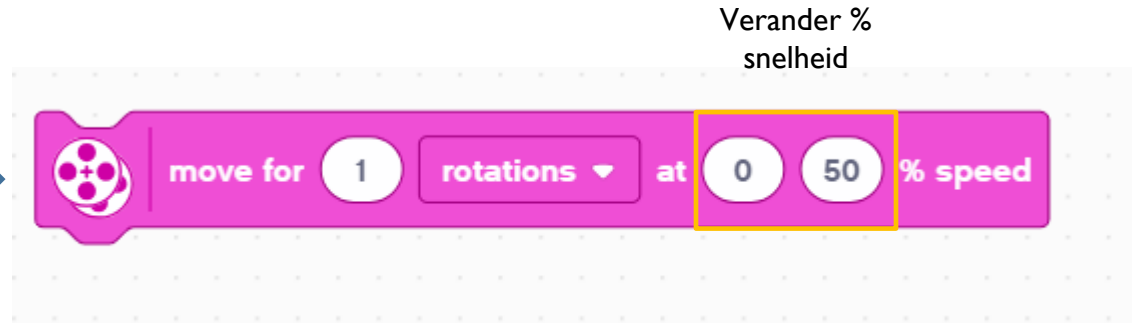 Verander %
snelheid
move for 1 rotations at 0 50 % speed